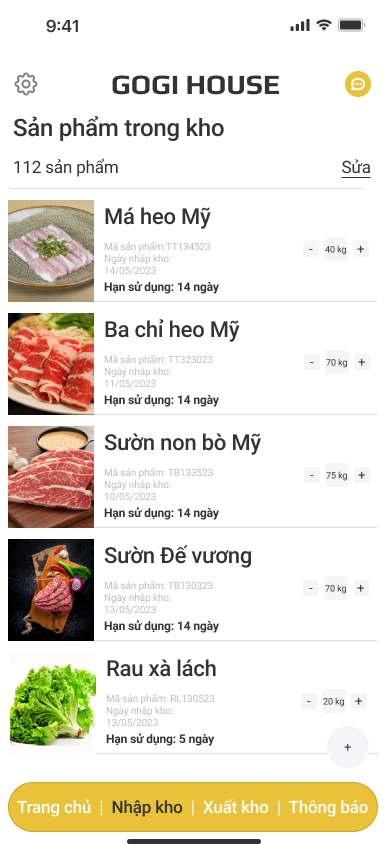 9:41
GOGI HOUSE
Sản phẩm trong kho
112 sản phẩm
Sửa
Má heo Mỹ
Mã sản phẩm:TT134523
Ngày nhập kho:
14/05/2023
Hạn sử dụng: 14 ngày
- 40 kg +
Ba chỉ heo Mỹ
Mã sản phẩm: TT323023
Ngày nhập kho:
11/05/2023
Hạn sử dụng: 14 ngày
- 70 kg +
Sườn non bò Mỹ
Mã sản phẩm: TB133523
Ngày nhập kho:
10/05/2023
Hạn sử dụng: 14 ngày
- 75 kg +
Sườn Đế vương
Mã sản phẩm: TB130323
Ngày nhập kho:
13/05/2023
Hạn sử dụng: 14 ngày
- 70 kg +
Rau xà lách
Mã sản phẩm: RL130523
Ngày nhập kho:
13/05/2023
Hạn sử dụng: 5 ngày
- 20 kg +
+
Trang chủ | Nhập kho | Xuất kho | Thông báo